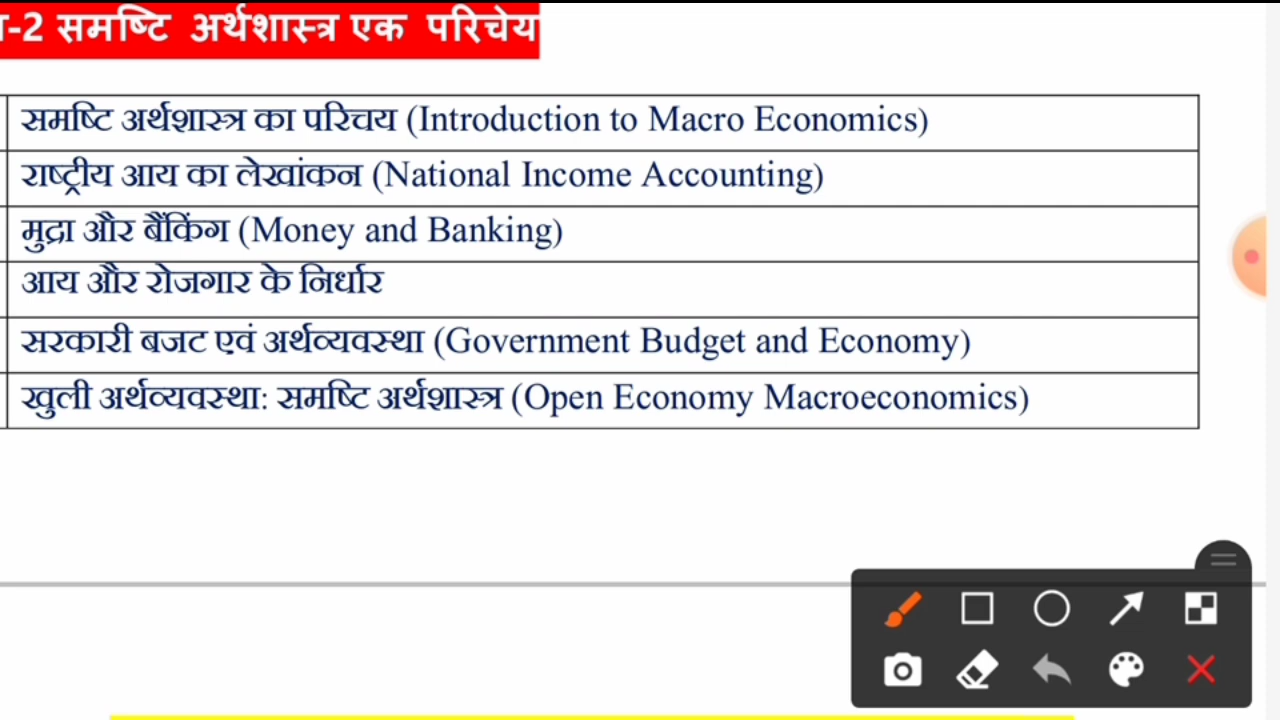 -2 समष्टि अर्थशास्त्र एक परिचेय
समष्टि अर्थशास्त्र का परिचय (Introduction to Macro Economics)
राष्ट्रीय आय का लेखांकन (National Income Accounting)
मुद्रा और बैंकिंग (Money and Banking)
आय और रोजगार के निर्धार
सरकारी बजट एवं अर्थव्यवस्था (Government Budget and Economy)
खुली अर्थव्यवस्था: समष्टि अर्थशास्त्र (Open Economy Macroeconomics)